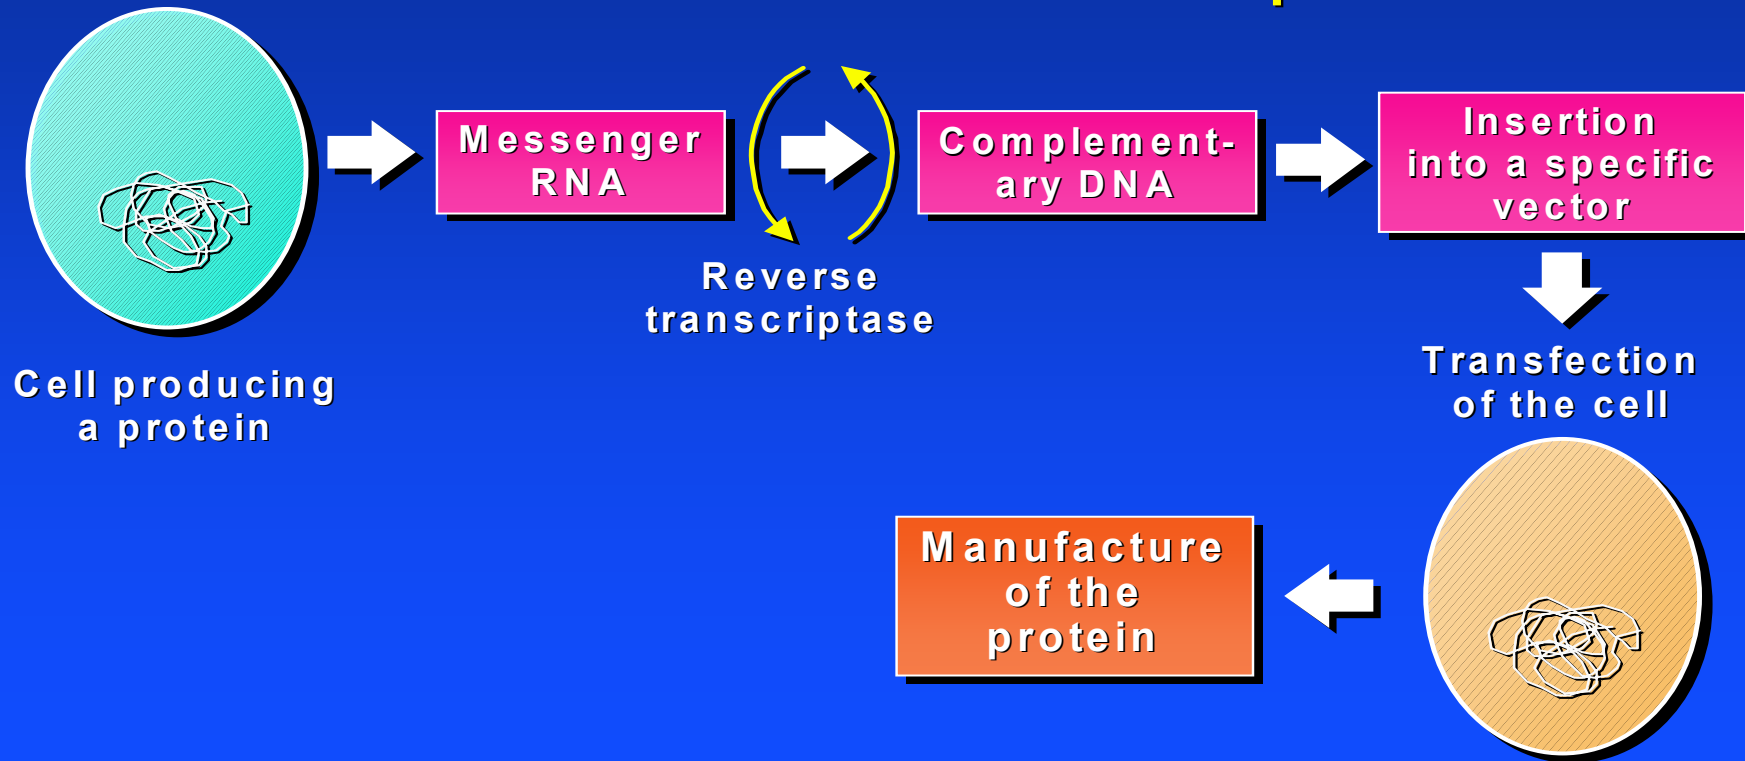 Messenger
RNA
Complement-
ary DNA
Insertion
into a specific
vector
Reverse
transcriptase
Cell producing
a protein
Transfection
of the cell
Manufacture
of the
protein